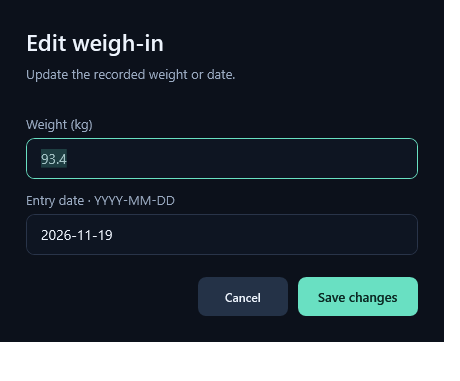 Edit weigh-in
Update the recorded weight or date.
Weight (kg)
93.4
Entry date · YYYY-MM-DD
2026-11-19
Cancel
Save changes